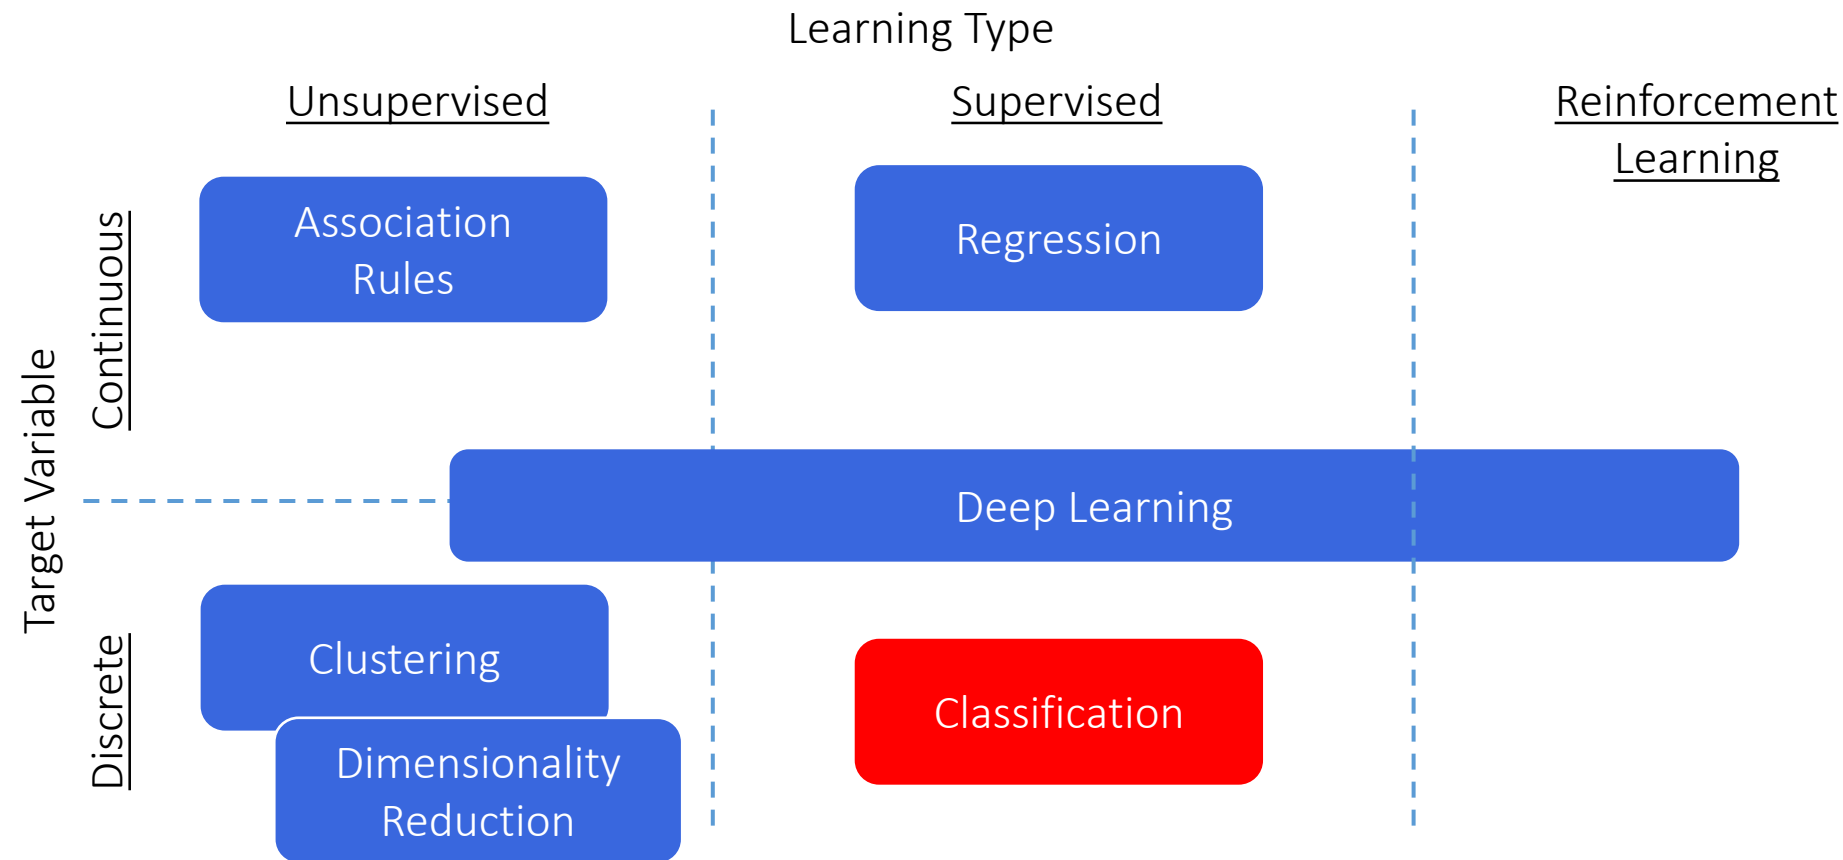 Learning Type
Unsupervised
Supervised
Reinforcement
Learning
Target Variable
Continuous
Association
Rules
Regression
Deep Learning
Discrete
Clustering
Dimensionality
Reduction
Classification